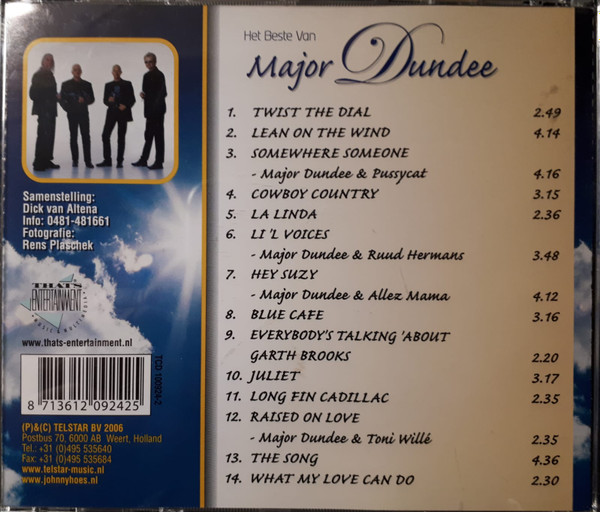 Het Beste Van
Major Dundee
1. TWIST THE DIAL 2.49
2. LEAN ON THE WIND 4.14
3. SOMEWHERE SOMEONE
- Major Dundee & Pussycat 4.16
4. COWBOY COUNTRY 3.15
5. LA LINDA 2.36
6. LI 'L VOICES
- Major Dundee & Ruud Hermans 3.48
7. HEY SUZY
- Major Dundee & Allez Mama 4.12
8. BLUE CAFE 3.16
9. EVERYBODY'S TALKING 'ABOUT
GARTH BROOKS 2.20
10. JULIET 3.17
11. LONG FIN CADILLAC 2.35
12. RAISED ON LOVE
- Major Dundee & Toni Willé 2.35
13. THE SONG 4.36
14. WHAT MY LOVE CAN DO 2.30
Samenstelling:
Dick van Altena
Info: 0481-481661
Fotografie:
Rens Plaschek
THATS
ENTERTAINMENT
www.thats-entertainment.nl
TCD 100924-2
8 713612 092425
(P)&(C) TELSTAR BV 2006
Postbus 70, 6000 AB Weert, Holland
Tel.: +31 (0)495 535640
Fax: +31 (0)495 535684
www.telstar-music.nl
www.johnnyhoes.nl